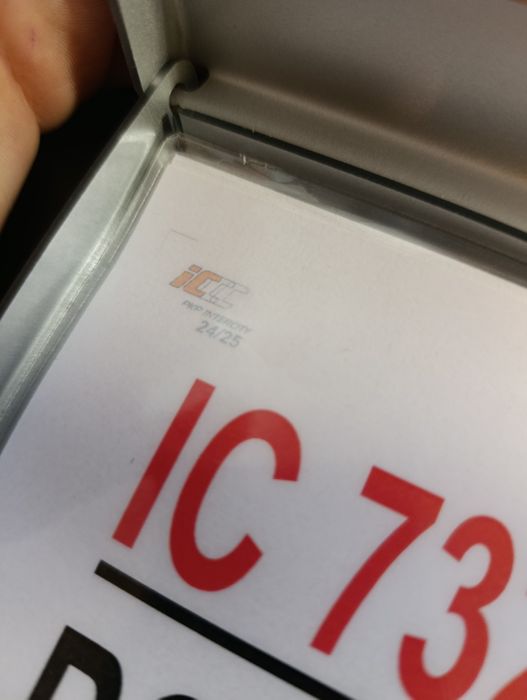 iC
PKP INTERCITY
24/25
IC 73